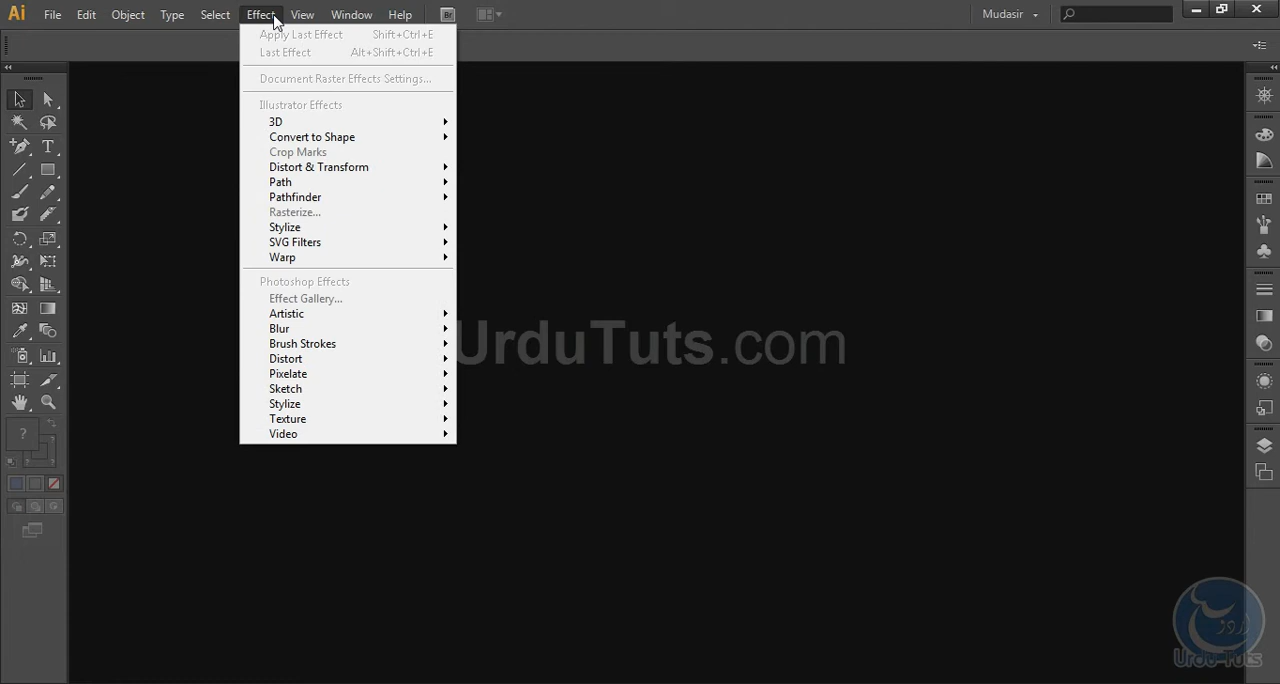 Ai File Edit Object Type Select Effect View Window Help Br Mudasir
Apply Last Effect Shift+Ctrl+E
Last Effect Alt+Shift+Ctrl+E
Document Raster Effects Settings...
Illustrator Effects
3D
Convert to Shape
Crop Marks
Distort & Transform
Path
Pathfinder
Rasterize...
Stylize
SVG Filters
Warp
Photoshop Effects
Effect Gallery...
Artistic
Blur
Brush Strokes
Distort
Pixelate
Sketch
Stylize
Texture
Video
UrduTuts.com
?
اردو
Urdu-Tuts